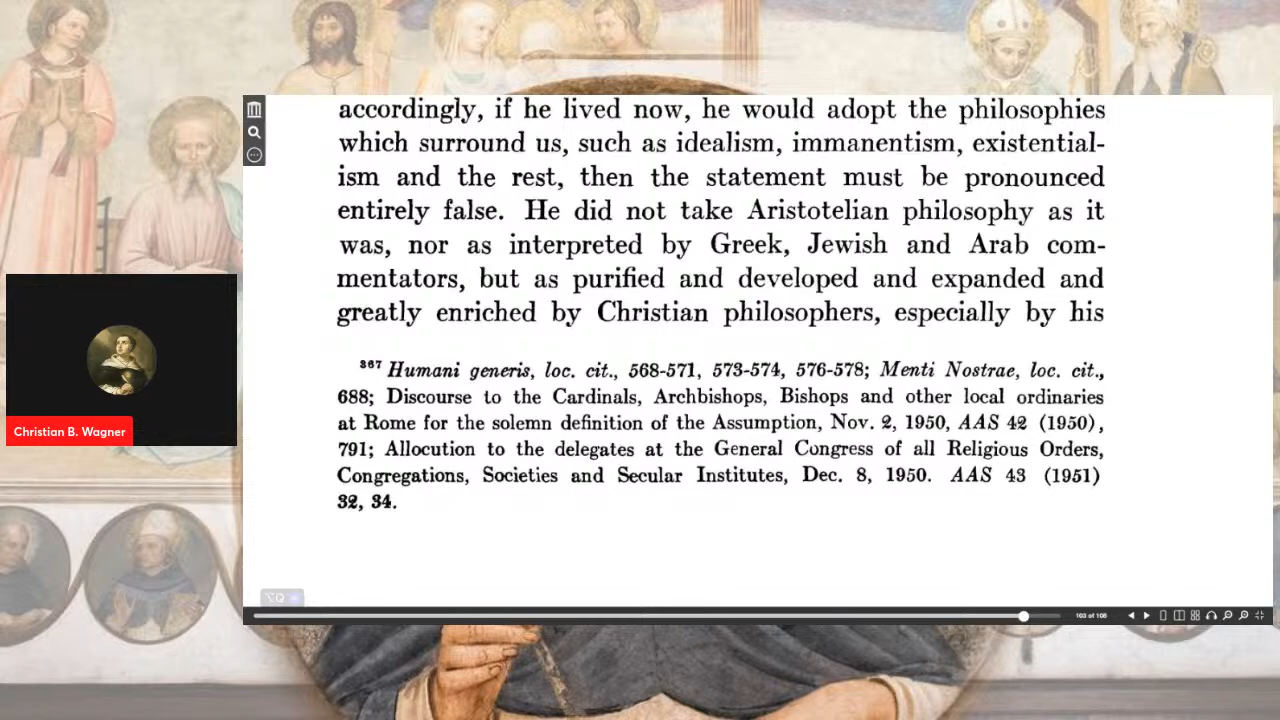 accordingly, if he lived now, he would adopt the philosophies
which surround us, such as idealism, immanentism, existential-
ism and the rest, then the statement must be pronounced
entirely false. He did not take Aristotelian philosophy as it
was, nor as interpreted by Greek, Jewish and Arab com-
mentators, but as purified and developed and expanded and
greatly enriched by Christian philosophers, especially by his
³⁶⁷ Humani generis, loc. cit., 568-571, 573-574, 576-578; Menti Nostrae, loc. cit.,
688; Discourse to the Cardinals, Archbishops, Bishops and other local ordinaries
at Rome for the solemn definition of the Assumption, Nov. 2, 1950, AAS 42 (1950),
791; Allocution to the delegates at the General Congress of all Religious Orders,
Congregations, Societies and Secular Institutes, Dec. 8, 1950. AAS 43 (1951)
32, 34.
Christian B. Wagner